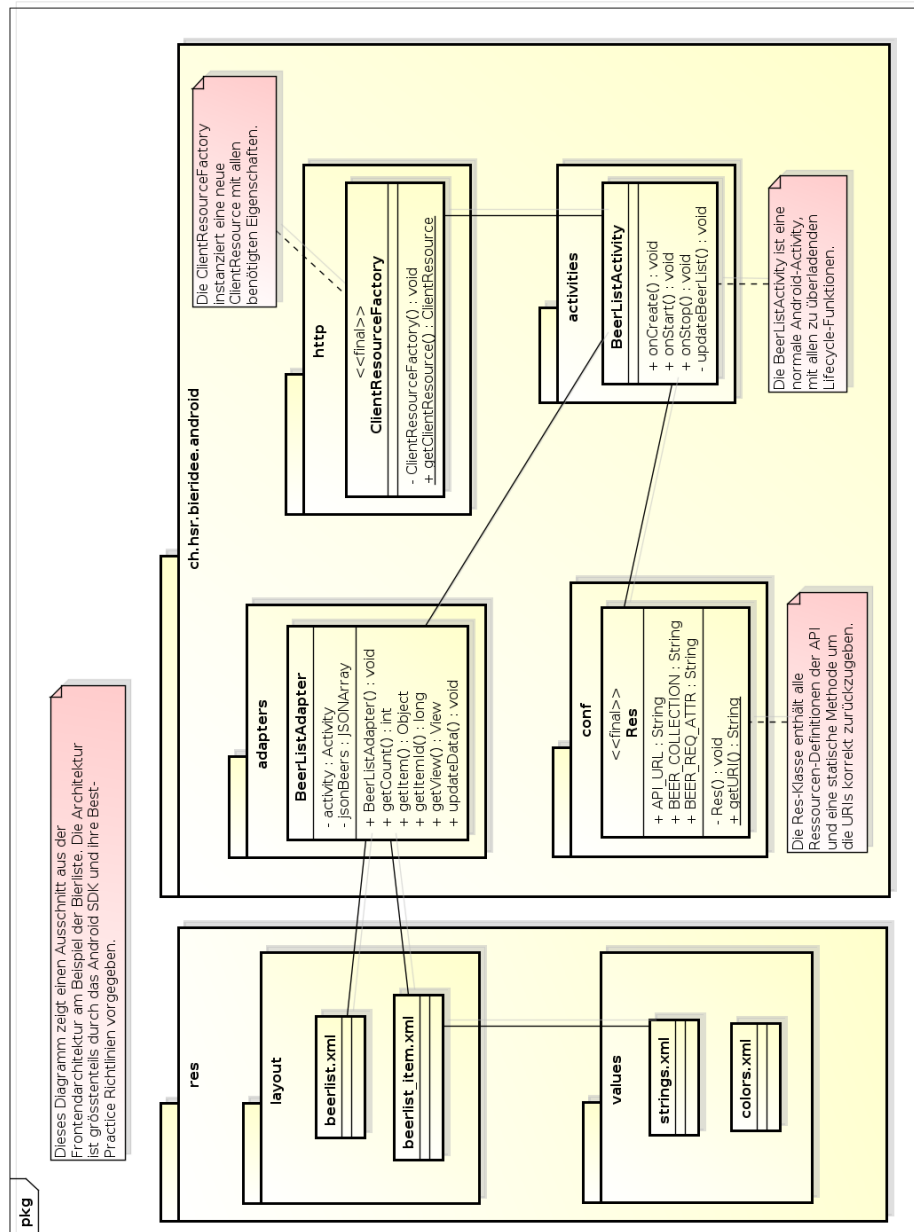 pkg
Dieses Diagramm zeigt einen Ausschnitt aus der
Frontendarchitektur am Beispiel der Bierliste. Die Architektur
ist grösstenteils durch das Android SDK und ihre Best-
Practice Richtlinien vorgegeben.
res
layout
beerlist.xml
beerlist_item.xml
values
strings.xml
colors.xml
ch.hsr.bieridee.android
adapters
BeerListAdapter
- activity : Activity
- jsonBeers : JSONArray
+ BeerListAdapter() : void
+ getCount() : int
+ getItem() : Object
+ getItemId() : long
+ getView() : View
+ updateData() : void
http
<<final>>
ClientResourceFactory
- ClientResourceFactory() : void
+ getClientResource() : ClientResource
Die ClientResourceFactory
instanziert eine neue
ClientResource mit allen
benötigten Eigenschaften.
conf
<<final>>
Res
+ API_URL : String
+ BEER_COLLECTION : String
+ BEER_REQ_ATTR : String
- Res() : void
+ getURI() : String
Die Res-Klasse enthält alle
Ressourcen-Definitionen der API
und eine statische Methode um
die URIs korrekt zurückzugeben.
activities
BeerListActivity
+ onCreate() : void
+ onStart() : void
+ onStop() : void
- updateBeerList() : void
Die BeerListActivity ist eine
normale Android-Activity,
mit allen zu überladenden
Lifecycle-Funktionen.